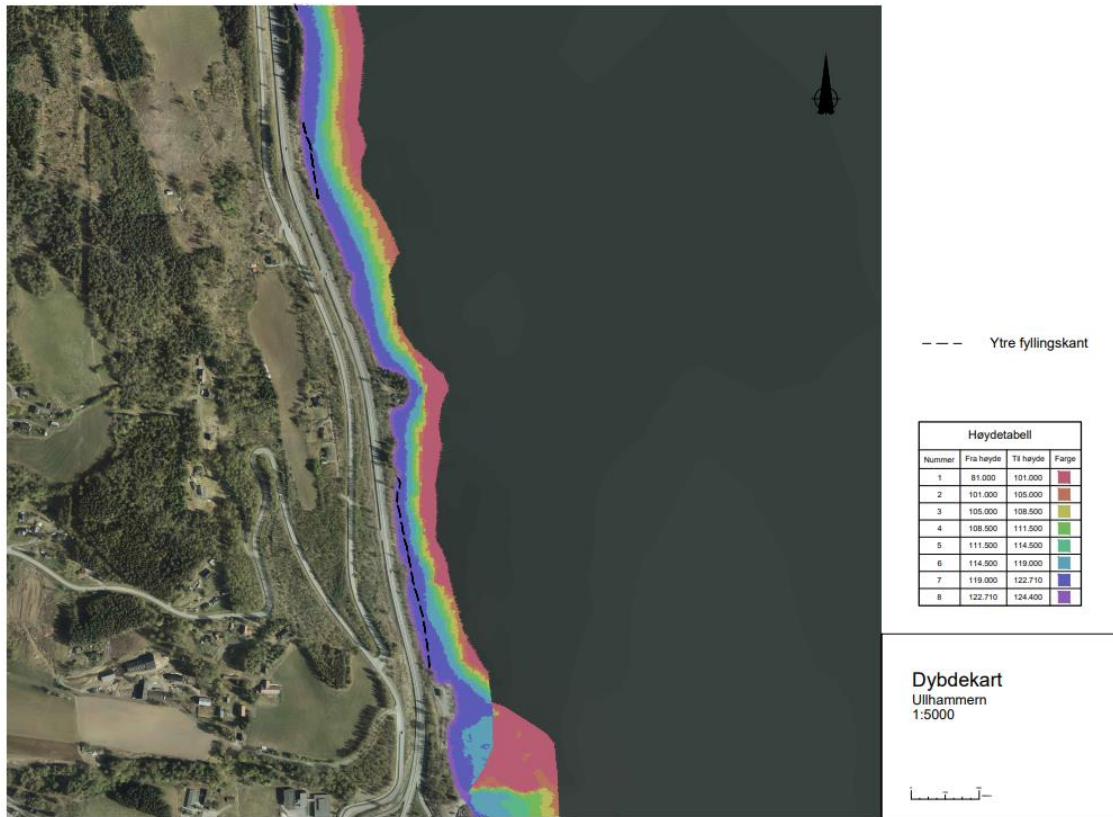 Ytre fyllingskant
Høydetabell
Nummer Fra høyde Til høyde Farge
1 81.000 101.000
2 101.000 105.000
3 105.000 108.500
4 108.500 111.500
5 111.500 114.500
6 114.500 119.000
7 119.000 122.710
8 122.710 124.400
Dybdekart
Ullhammern
1:5000